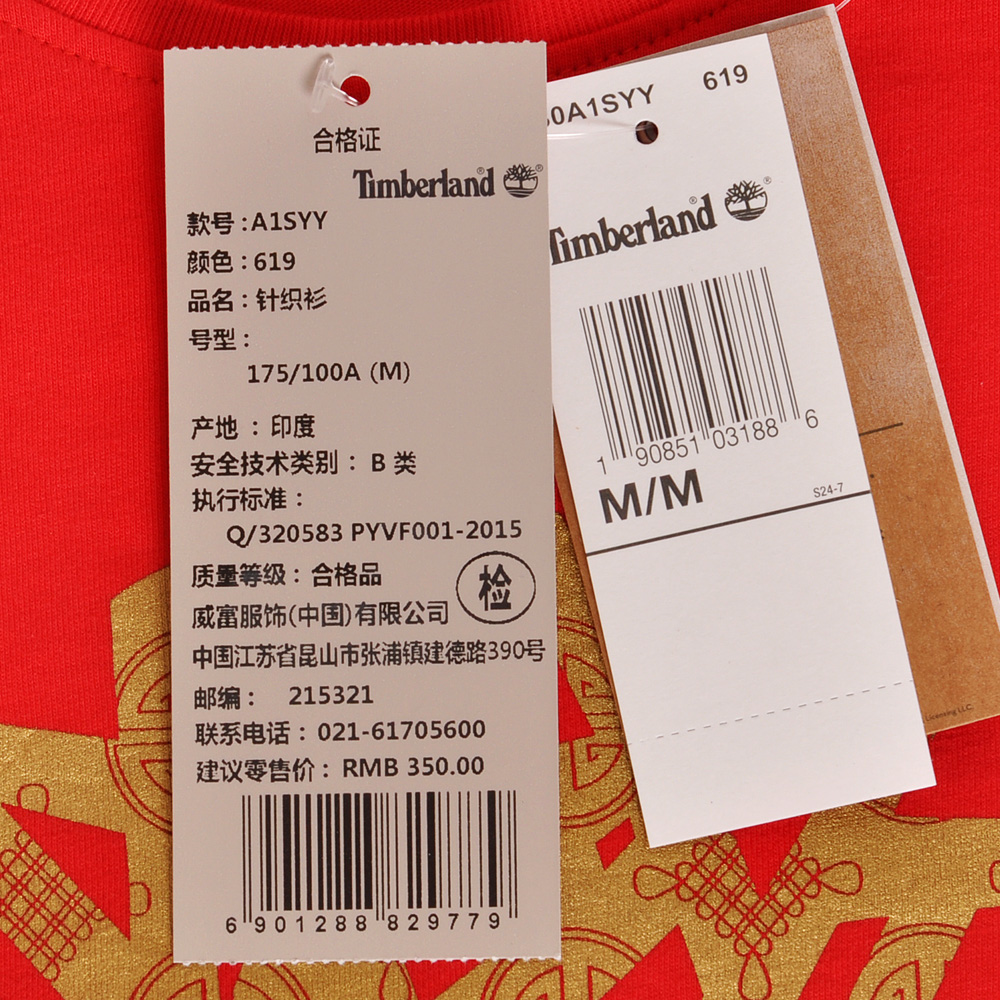 合格证
Timberland®
款号:A1SYY
颜色:619
品名:针织衫
号型:
175/100A (M)
产地:印度
安全技术类别:B 类
执行标准:
Q/320583 PYVF001-2015
质量等级:合格品
检
威富服饰(中国)有限公司
中国江苏省昆山市张浦镇建德路390号
邮编: 215321
联系电话:021-61705600
建议零售价:RMB 350.00
6 901288 829779
0A1SYY 619
Timberland®
1 90851 03188 6
M/M
S24-7
Licensing LLC.